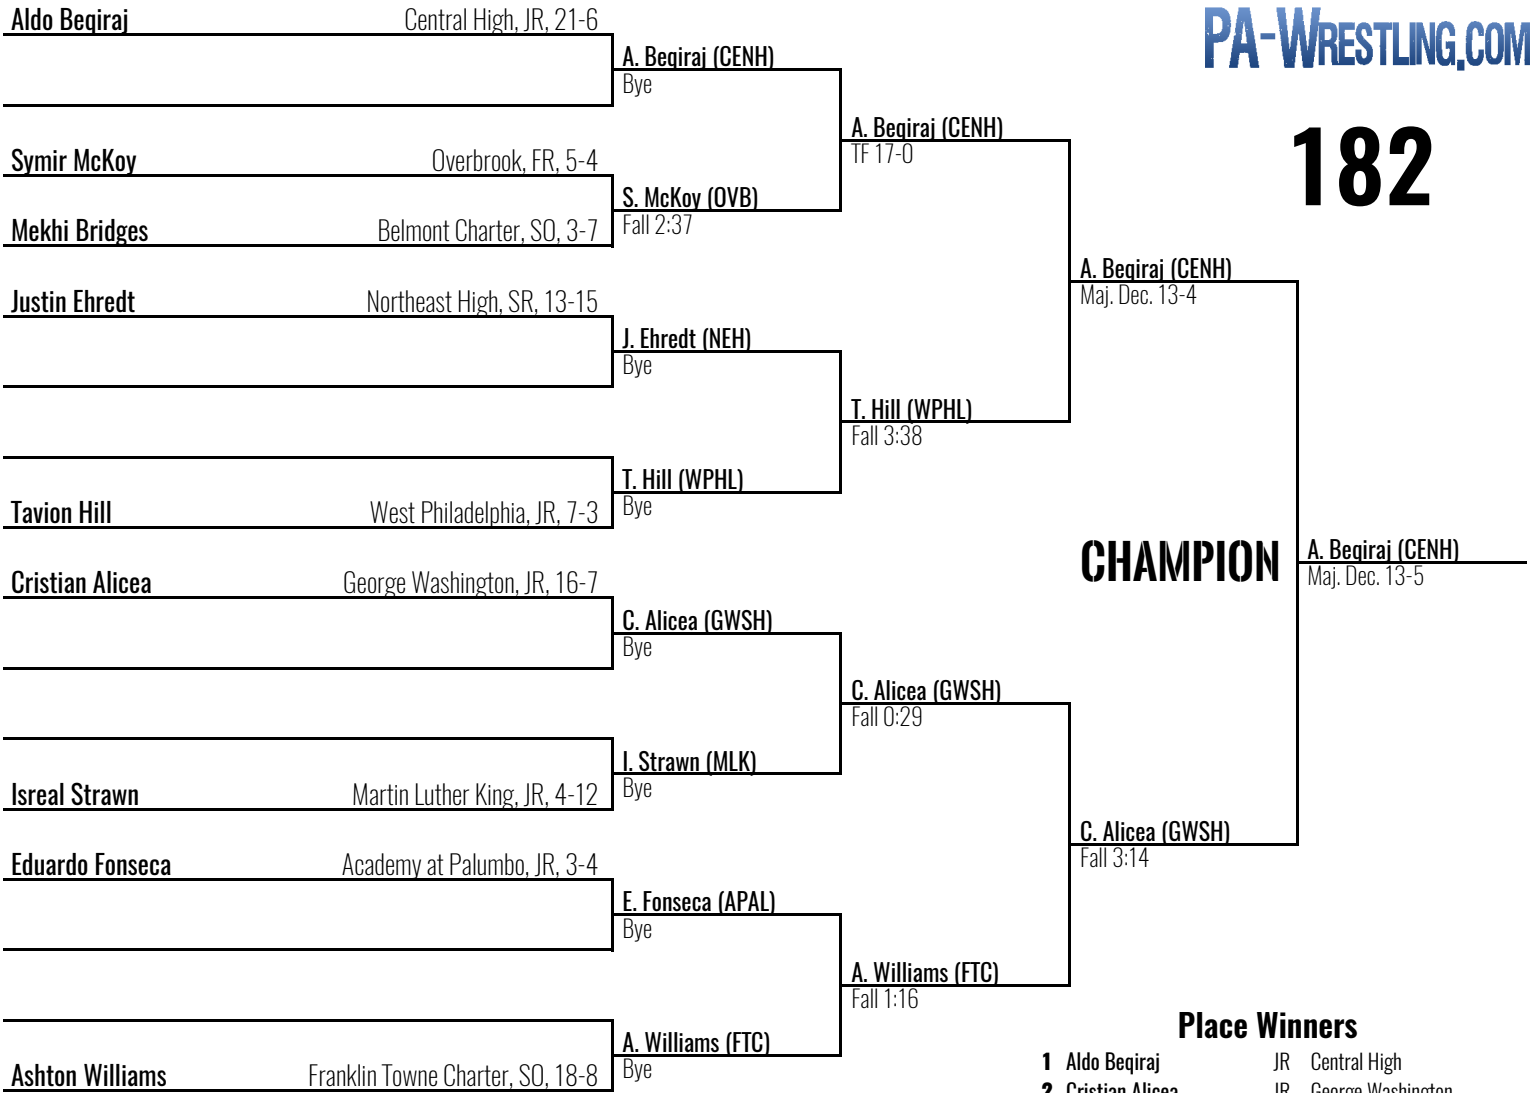 Aldo Beqiraj Central High, JR, 21-6
PA-WRESTLING.COM
A. Beqiraj (CENH)
Bye
A. Beqiraj (CENH)
TF 17-0
182
Symir McKoy Overbrook, FR, 5-4
S. McKoy (OVB)
Fall 2:37
Mekhi Bridges Belmont Charter, SO, 3-7
A. Beqiraj (CENH)
Maj. Dec. 13-4
Justin Ehredt Northeast High, SR, 13-15
J. Ehredt (NEH)
Bye
T. Hill (WPHL)
Fall 3:38
T. Hill (WPHL)
Bye
Tavion Hill West Philadelphia, JR, 7-3
CHAMPION
A. Beqiraj (CENH)
Maj. Dec. 13-5
Cristian Alicea George Washington, JR, 16-7
C. Alicea (GWSH)
Bye
C. Alicea (GWSH)
Fall 0:29
I. Strawn (MLK)
Bye
Isreal Strawn Martin Luther King, JR, 4-12
C. Alicea (GWSH)
Fall 3:14
Eduardo Fonseca Academy at Palumbo, JR, 3-4
E. Fonseca (APAL)
Bye
A. Williams (FTC)
Fall 1:16
A. Williams (FTC)
Bye
Ashton Williams Franklin Towne Charter, SO, 18-8
Place Winners
1 Aldo Beqiraj JR Central High
2 Cristian Alicea JR George Washington